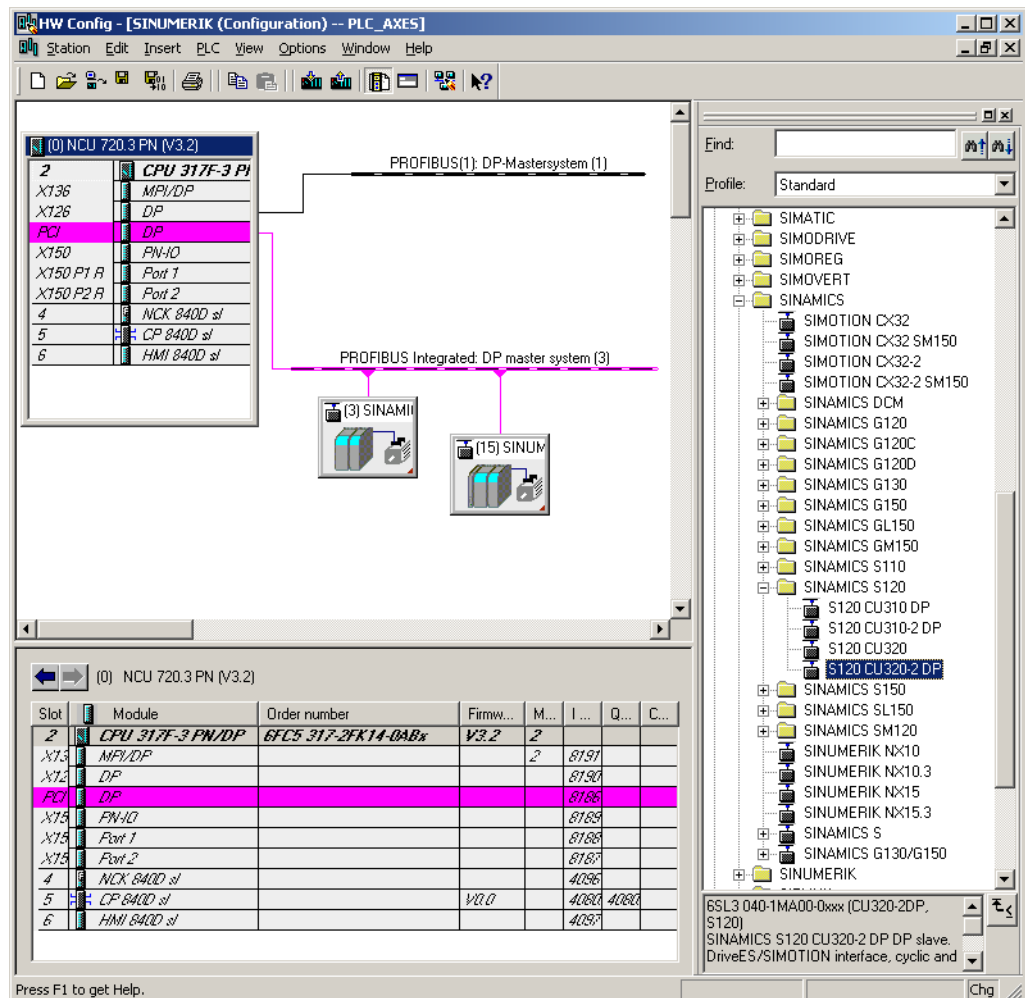 HW Config - [SINUMERIK (Configuration) -- PLC_AXES]
Station Edit Insert PLC View Options Window Help
(0) NCU 720.3 PN (V3.2)
2 CPU 317F-3 PN
X136 MPI/DP
X126 DP
PCI DP
X150 PN-IO
X150 P1 R Port 1
X150 P2 R Port 2
4 NCK 840D sl
5 CP 840D sl
6 HMI 840D sl
PROFIBUS(1): DP-Mastersystem (1)
PROFIBUS Integrated: DP master system (3)
(3) SINAMI
(15) SINUM
Find:
Profile: Standard
SIMATIC
SIMODRIVE
SIMOREG
SIMOVERT
SINAMICS
SIMOTION CX32
SIMOTION CX32 SM150
SIMOTION CX32-2
SIMOTION CX32-2 SM150
SINAMICS DCM
SINAMICS G120
SINAMICS G120C
SINAMICS G120D
SINAMICS G130
SINAMICS G150
SINAMICS GL150
SINAMICS GM150
SINAMICS S110
SINAMICS S120
S120 CU310 DP
S120 CU310-2 DP
S120 CU320
S120 CU320-2 DP
SINAMICS S150
SINAMICS SL150
SINAMICS SM120
SINUMERIK NX10
SINUMERIK NX10.3
SINUMERIK NX15
SINUMERIK NX15.3
SINAMICS S
SINAMICS G130/G150
SINUMERIK
6SL3 040-1MA00-0xxx (CU320-2DP,
S120)
SINAMICS S120 CU320-2 DP DP slave.
DriveES/SIMOTION interface, cyclic and
(0) NCU 720.3 PN (V3.2)
Slot Module Order number Firmw... M... I ... Q... C...
2 CPU 317F-3 PN/DP 6FC5 317-2FK14-0ABx V3.2 2
X13 MPI/DP 2 8191
X12 DP 8190
PCI DP 8186
X15 PN-IO 8189
X15 Port 1 8188
X15 Port 2 8187
4 NCK 840D sl 4096
5 CP 840D sl V0.0 4080 4080
6 HMI 840D sl 4097
Press F1 to get Help.
Chg